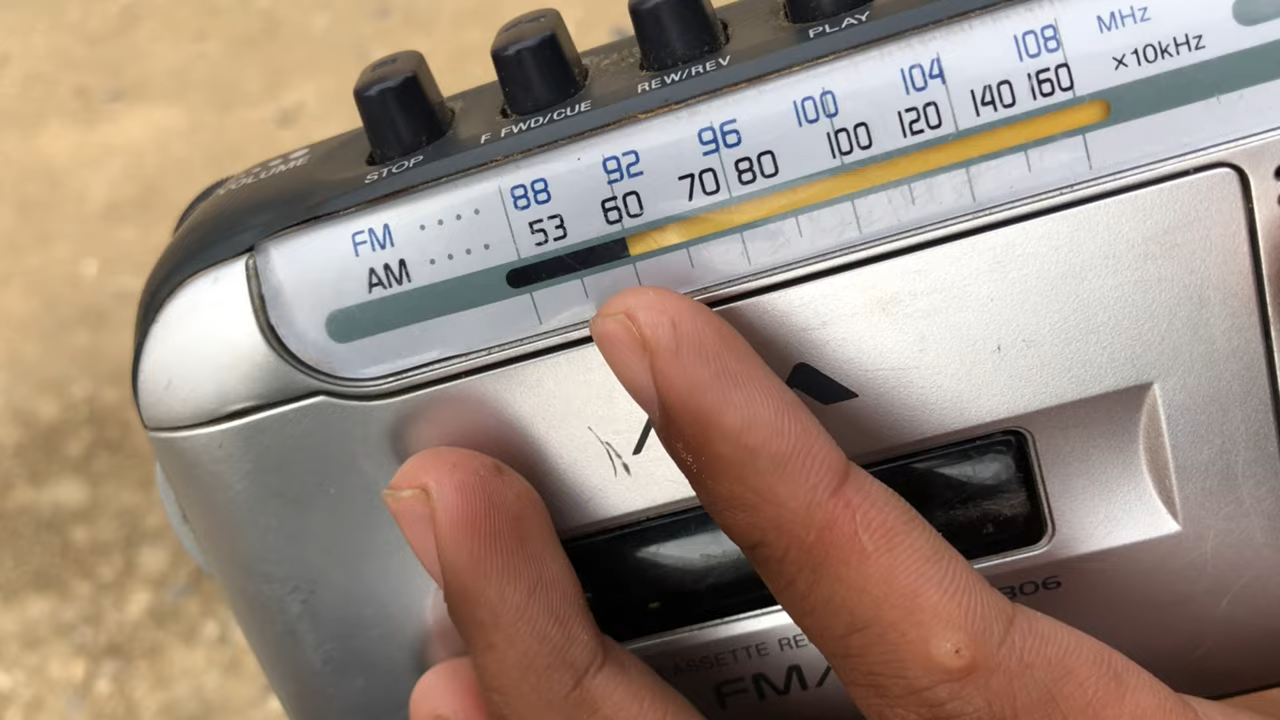 PLAY
REW/REV
F FWD/CUE
STOP
VOLUME
FM 88 92 96 100 104 108 MHz
AM 53 60 70 80 100 120 140 160 x10kHz
306
ASSETTE RE
FM/